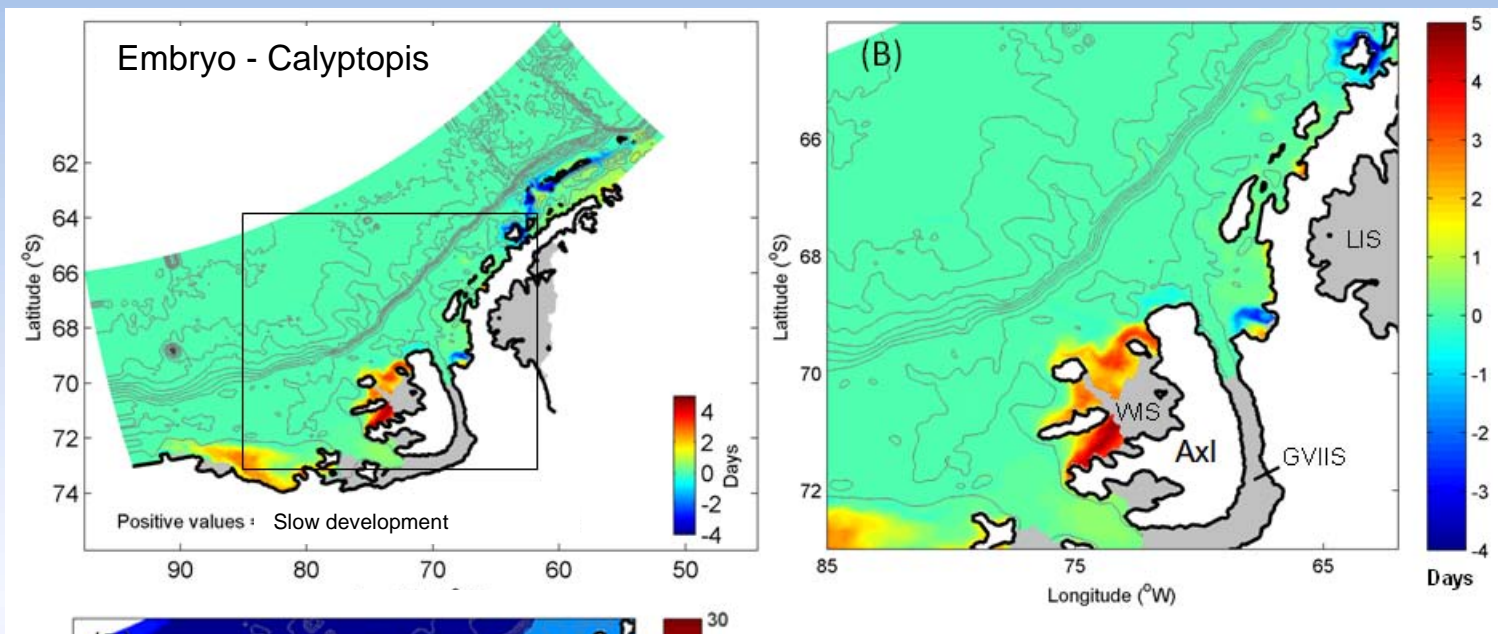 Embryo - Calyptopis
Latitude (°S)
62
64
66
68
70
72
74
90
80
70
60
50
4
2
0
-2
-4
Days
Positive values = Slow development
(B)
Latitude (°S)
66
68
70
72
85
75
65
Longitude (°W)
LIS
WIS
AxI
GVIIS
5
4
3
2
1
0
-1
-2
-3
-4
Days
30